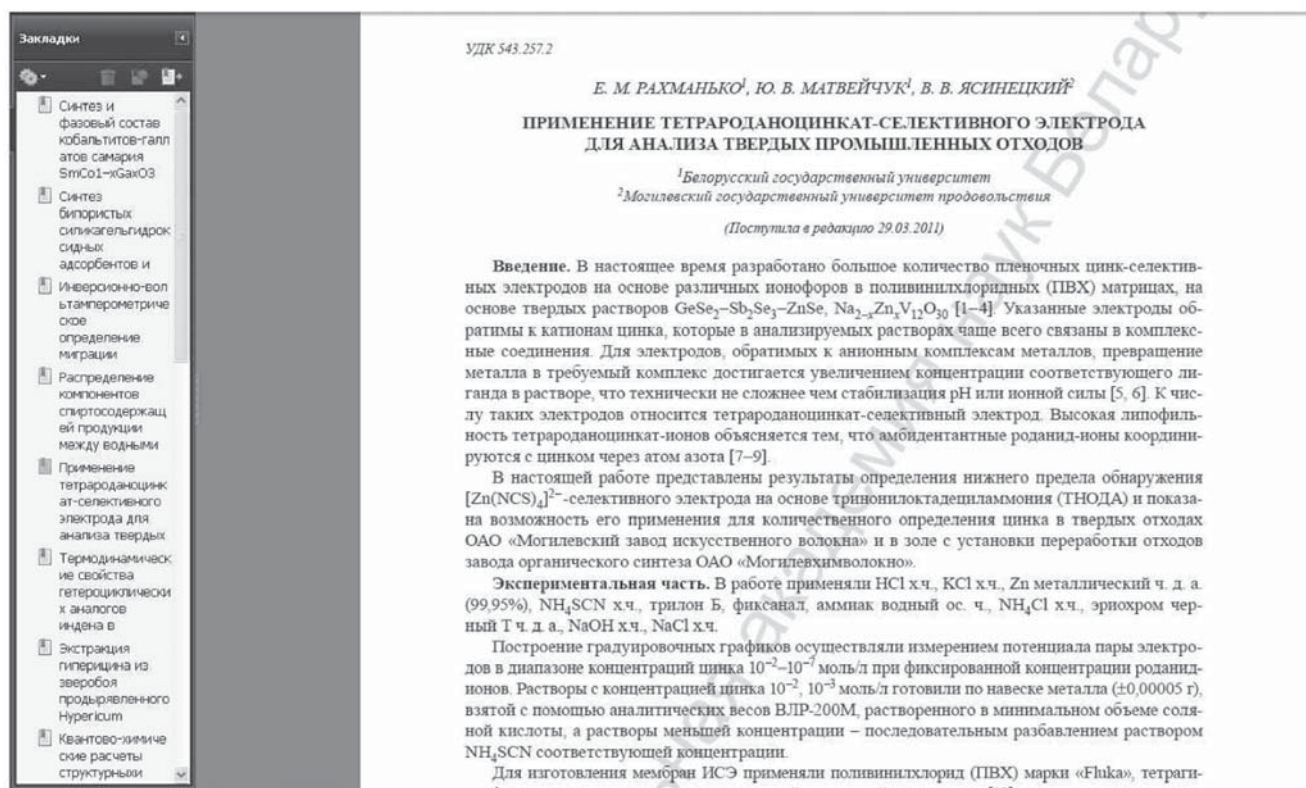 Закладки
Синтез и
фазовый состав
кобальтитов-галл
атов самария
SmCo1-xGaxO3
Синтез
бипористых
силикагельгидрок
сидных
адсорбентов и
Инверсионно-вол
ьтамперометриче
ское
определение
миграции
Распределение
компонентов
спиртосодержащ
ей продукции
между водными
Применение
тетрароданоцинк
ат-селективного
электрода для
анализа твердых
Термодинамическ
ие свойства
гетероциклически
х аналогов
индена в
Экстракция
гиперицина из
зверобоя
продырявленного
Hypericum
Квантово-химиче
ские расчеты
структурныхи
УДК 543.257.2
Е. М. РАХМАНЬКО¹, Ю. В. МАТВЕЙЧУК¹, В. В. ЯСИНЕЦКИЙ²
ПРИМЕНЕНИЕ ТЕТРАРОДАНОЦИНКАТ-СЕЛЕКТИВНОГО ЭЛЕКТРОДА
ДЛЯ АНАЛИЗА ТВЕРДЫХ ПРОМЫШЛЕННЫХ ОТХОДОВ
¹Белорусский государственный университет
²Могилевский государственный университет продовольствия
(Поступила в редакцию 29.03.2011)
Введение. В настоящее время разработано большое количество пленочных цинк-селектив-
ных электродов на основе различных ионофоров в поливинилхлоридных (ПВХ) матрицах, на
основе твердых растворов GeSe₂–Sb₂Se₃–ZnSe, Na₂₋ₓZnₓV₁₂O₃₀ [1–4]. Указанные электроды об-
ратимы к катионам цинка, которые в анализируемых растворах чаще всего связаны в комплекс-
ные соединения. Для электродов, обратимых к анионным комплексам металлов, превращение
металла в требуемый комплекс достигается увеличением концентрации соответствующего ли-
ганда в растворе, что технически не сложнее чем стабилизация pH или ионной силы [5, 6]. К чис-
лу таких электродов относится тетрароданоцинкат-селективный электрод. Высокая липофиль-
ность тетрароданоцинкат-ионов объясняется тем, что амбидентантные роданид-ионы координи-
руются с цинком через атом азота [7–9].
В настоящей работе представлены результаты определения нижнего предела обнаружения
[Zn(NCS)₄]²⁻-селективного электрода на основе тринонилоктадециламмония (ТНОДА) и показа-
на возможность его применения для количественного определения цинка в твердых отходах
ОАО «Могилевский завод искусственного волокна» и в золе с установки переработки отходов
завода органического синтеза ОАО «Могилевхимволокно».
Экспериментальная часть. В работе применяли HCl х.ч., KCl х.ч., Zn металлический ч. д. а.
(99,95%), NH₄SCN х.ч., трилон Б, фиксанал, аммиак водный ос. ч., NH₄Cl х.ч., эриохром чер-
ный Т ч. д. а., NaOH х.ч., NaCl х.ч.
Построение градуировочных графиков осуществляли измерением потенциала пары электро-
дов в диапазоне концентраций цинка 10⁻²–10⁻⁷ моль/л при фиксированной концентрации роданид-
ионов. Растворы с концентрацией цинка 10⁻², 10⁻³ моль/л готовили по навеске металла (±0,00005 г),
взятой с помощью аналитических весов ВЛР-200М, растворенного в минимальном объеме соля-
ной кислоты, а растворы меньшей концентрации – последовательным разбавлением раствором
NH₄SCN соответствующей концентрации.
Для изготовления мембран ИСЭ применяли поливинилхлорид (ПВХ) марки «Fluka», тетраги-